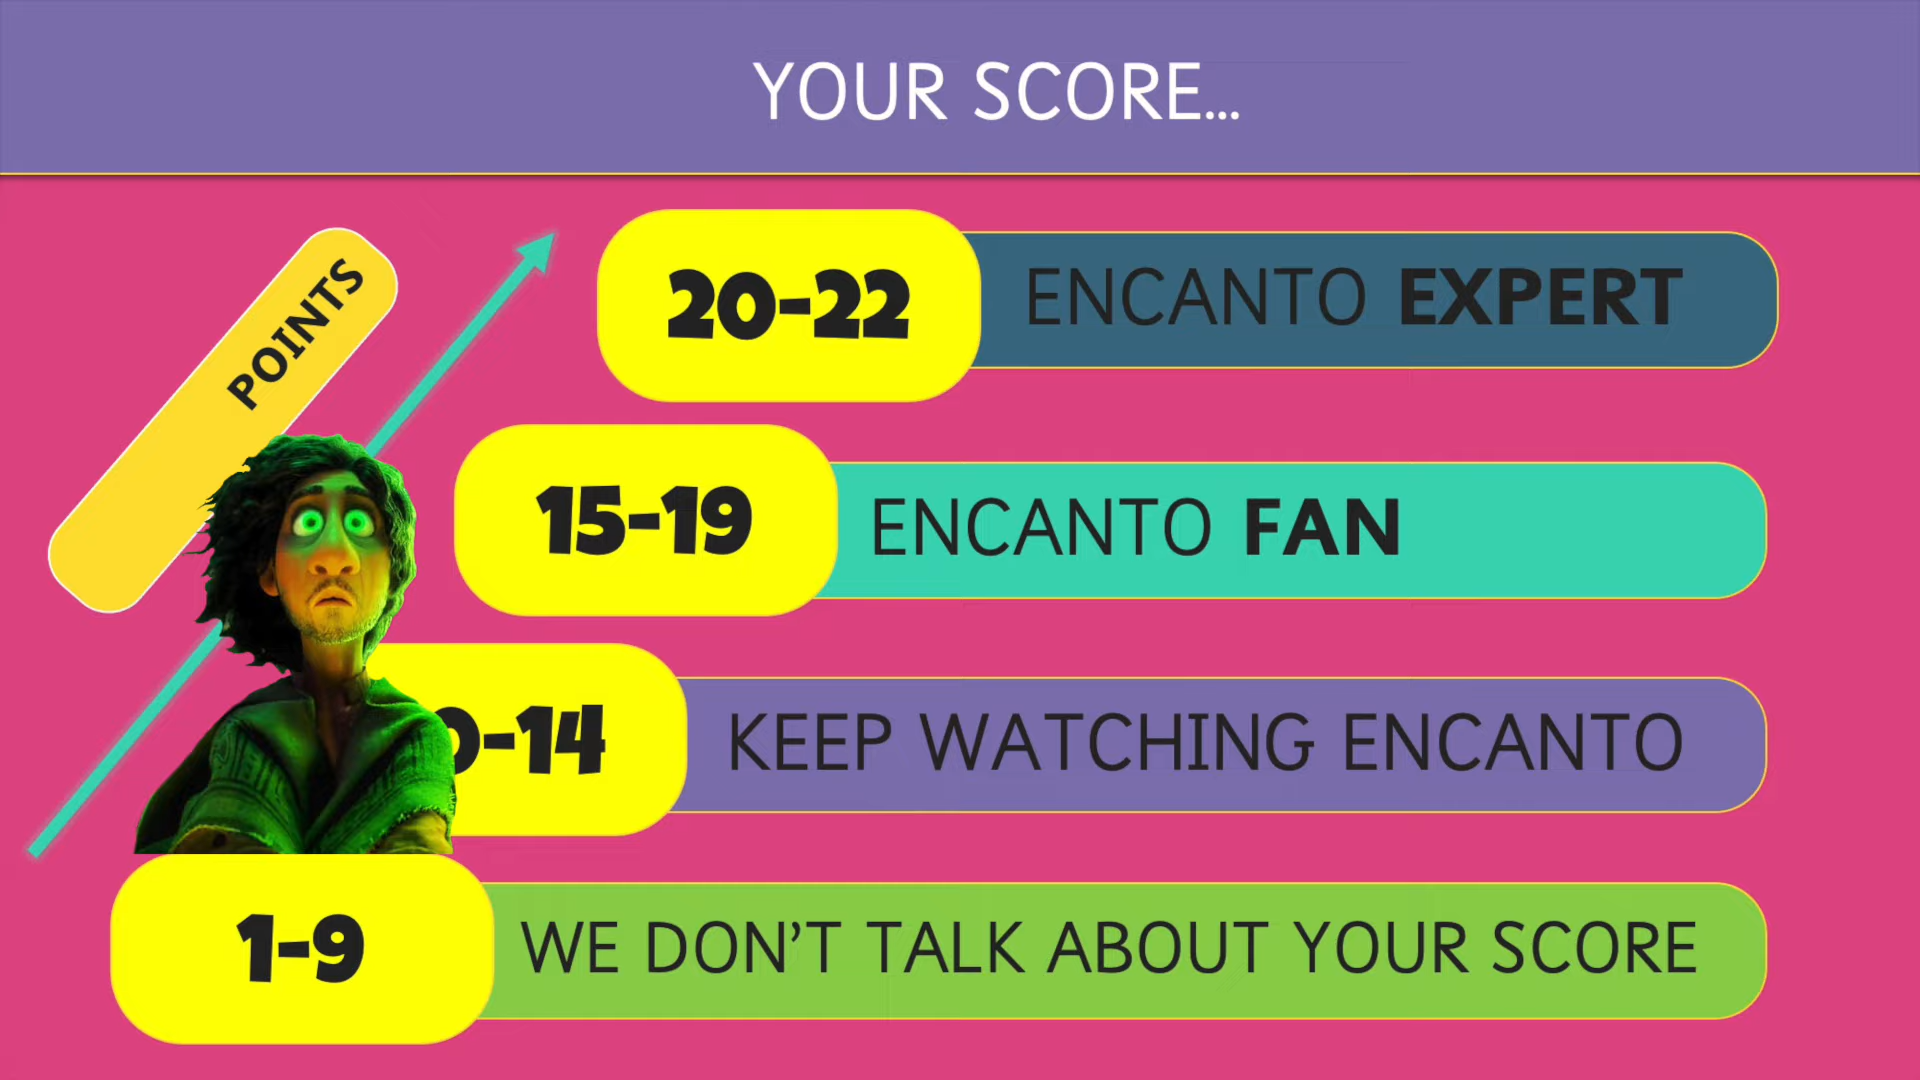 YOUR SCORE...
POINTS
20-22 ENCANTO EXPERT
15-19 ENCANTO FAN
0-14 KEEP WATCHING ENCANTO
1-9 WE DON'T TALK ABOUT YOUR SCORE